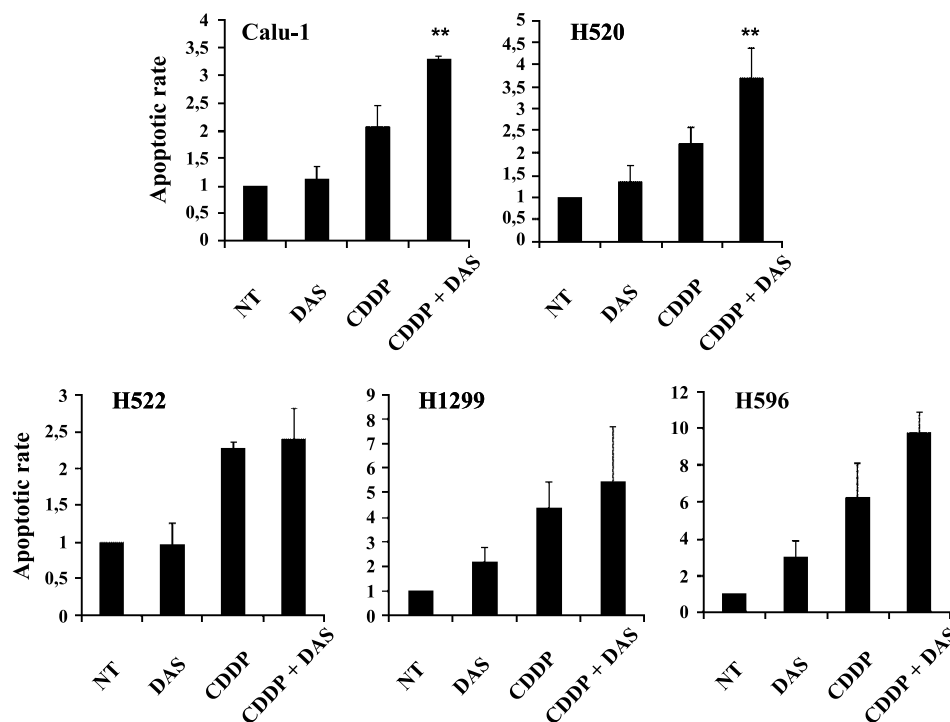 Calu-1
**
Apoptotic rate
4
3,5
3
2,5
2
1,5
1
0,5
0
NT
DAS
CDDP
CDDP + DAS
H520
**
5
4,5
4
3,5
3
2,5
2
1,5
1
0,5
0
NT
DAS
CDDP
CDDP + DAS
H522
Apoptotic rate
3
2,5
2
1,5
1
0,5
0
NT
DAS
CDDP
CDDP + DAS
H1299
9
8
7
6
5
4
3
2
1
0
NT
DAS
CDDP
CDDP + DAS
H596
12
10
8
6
4
2
0
NT
DAS
CDDP
CDDP + DAS